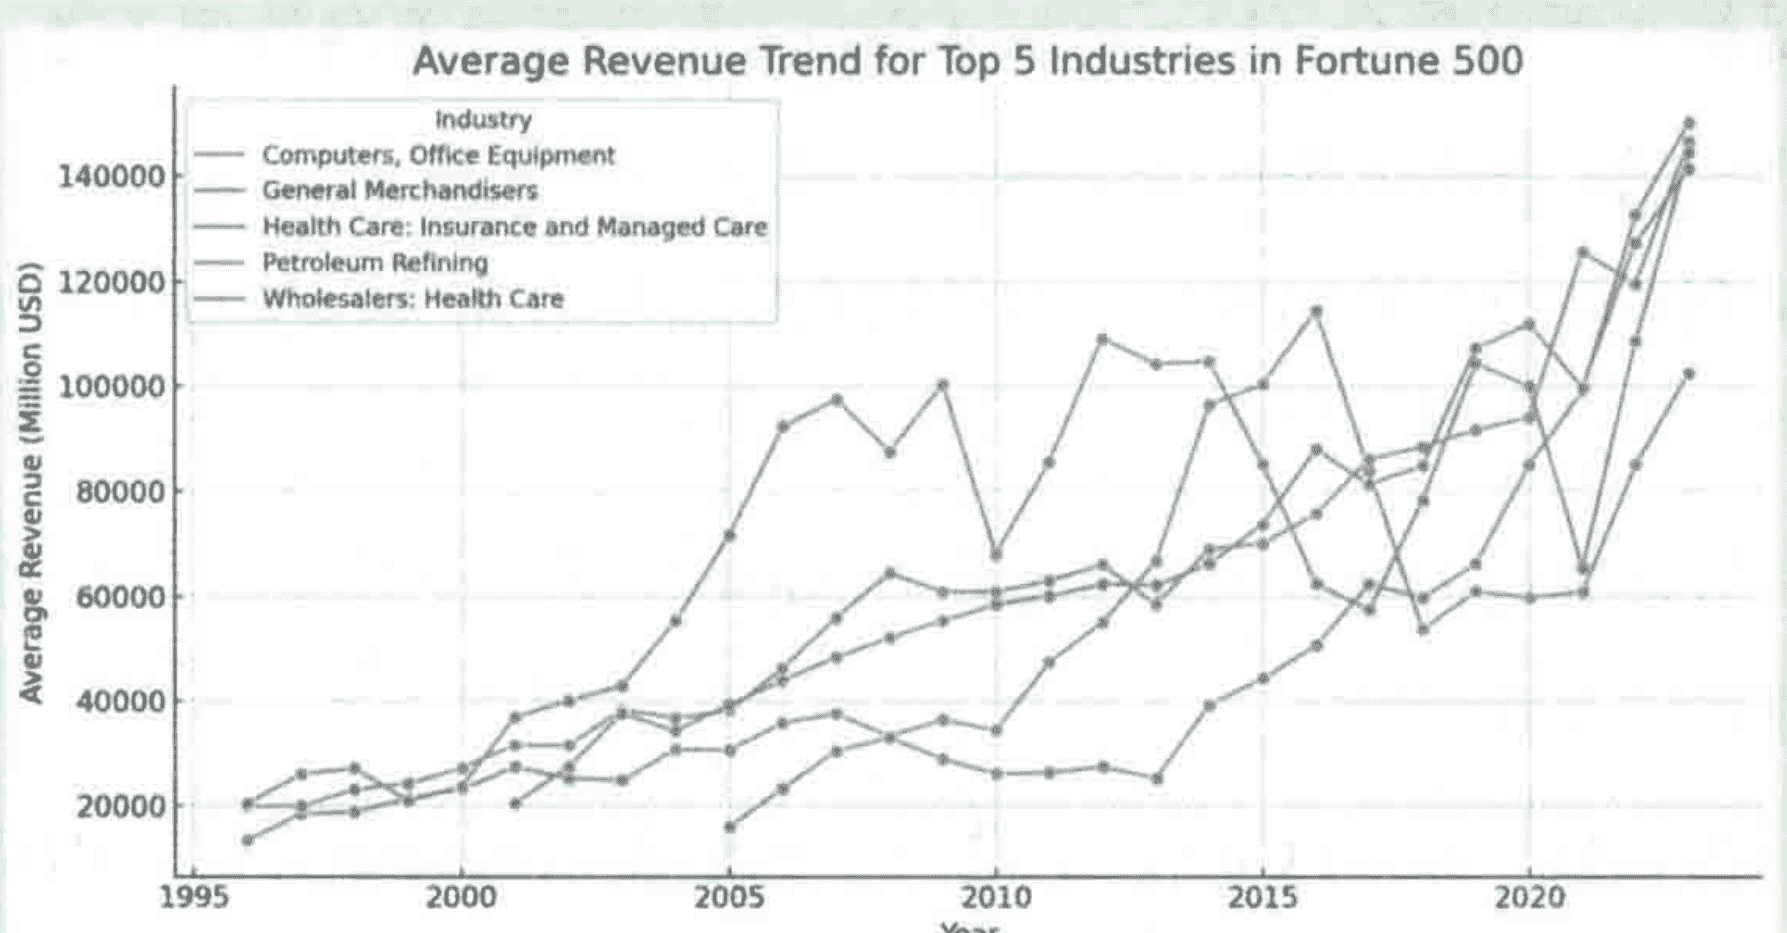 Average Revenue Trend for Top 5 Industries in Fortune 500
Industry
Computers, Office Equipment
General Merchandisers
Health Care: Insurance and Managed Care
Petroleum Refining
Wholesalers: Health Care
Average Revenue (Million USD)
140000
120000
100000
80000
60000
40000
20000
1995 2000 2005 2010 2015 2020
Year